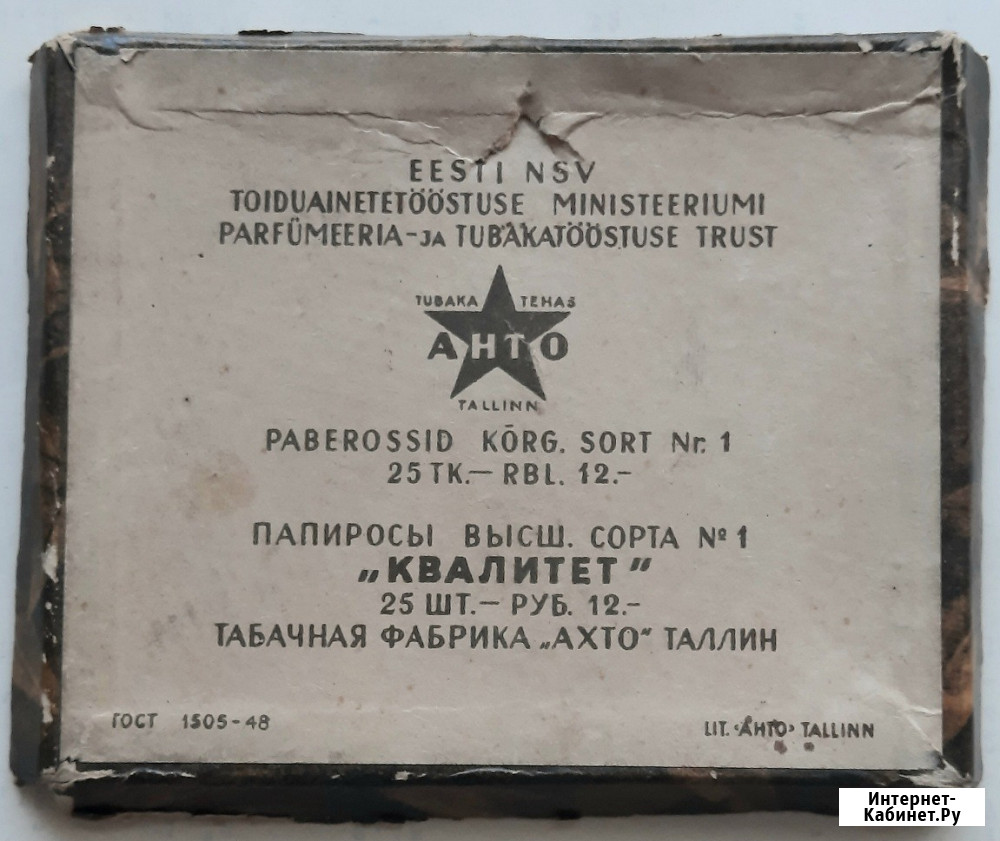 EESTI NSV
TOIDUAINETETÖÖSTUSE MINISTEERIUMI
PARFÜMEERIA-JA TUBAKATÖÖSTUSE TRUST
TUBAKA TEHAS
AHTO
TALLINN
PABEROSSID KÕRG. SORT Nr. 1
25 TK.— RBL. 12.-
ПАПИРОСЫ ВЫСШ. СОРТА № 1
„КВАЛИТЕТ"
25 ШТ.— РУБ. 12.-
ТАБАЧНАЯ ФАБРИКА „АХТО" ТАЛЛИН
ГОСТ 1505-48
LIT. ‹AHTO› TALLINN
Интернет-
Кабинет.Ру